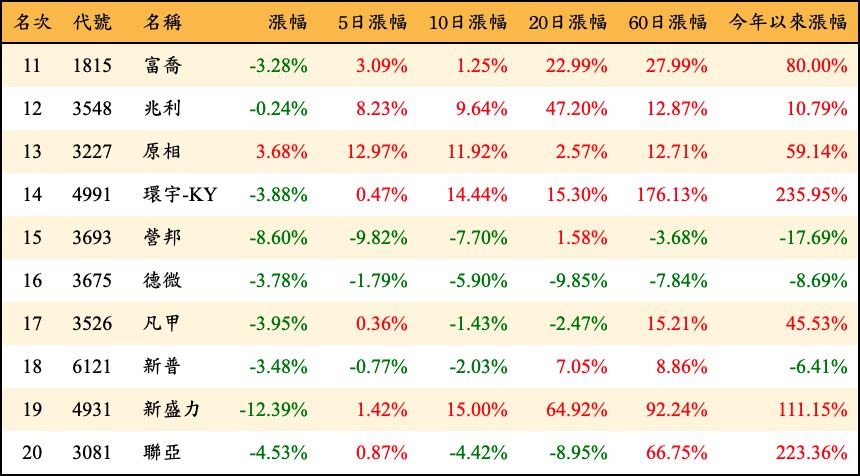 名次 代號 名稱 漲幅 5日漲幅 10日漲幅 20日漲幅 60日漲幅 今年以來漲幅
11 1815 富喬 -3.28% 3.09% 1.25% 22.99% 27.99% 80.00%
12 3548 兆利 -0.24% 8.23% 9.64% 47.20% 12.87% 10.79%
13 3227 原相 3.68% 12.97% 11.92% 2.57% 12.71% 59.14%
14 4991 環宇-KY -3.88% 0.47% 14.44% 15.30% 176.13% 235.95%
15 3693 營邦 -8.60% -9.82% -7.70% 1.58% -3.68% -17.69%
16 3675 德微 -3.78% -1.79% -5.90% -9.85% -7.84% -8.69%
17 3526 凡甲 -3.95% 0.36% -1.43% -2.47% 15.21% 45.53%
18 6121 新普 -3.48% -0.77% -2.03% 7.05% 8.86% -6.41%
19 4931 新盛力 -12.39% 1.42% 15.00% 64.92% 92.24% 111.15%
20 3081 聯亞 -4.53% 0.87% -4.42% -8.95% 66.75% 223.36%